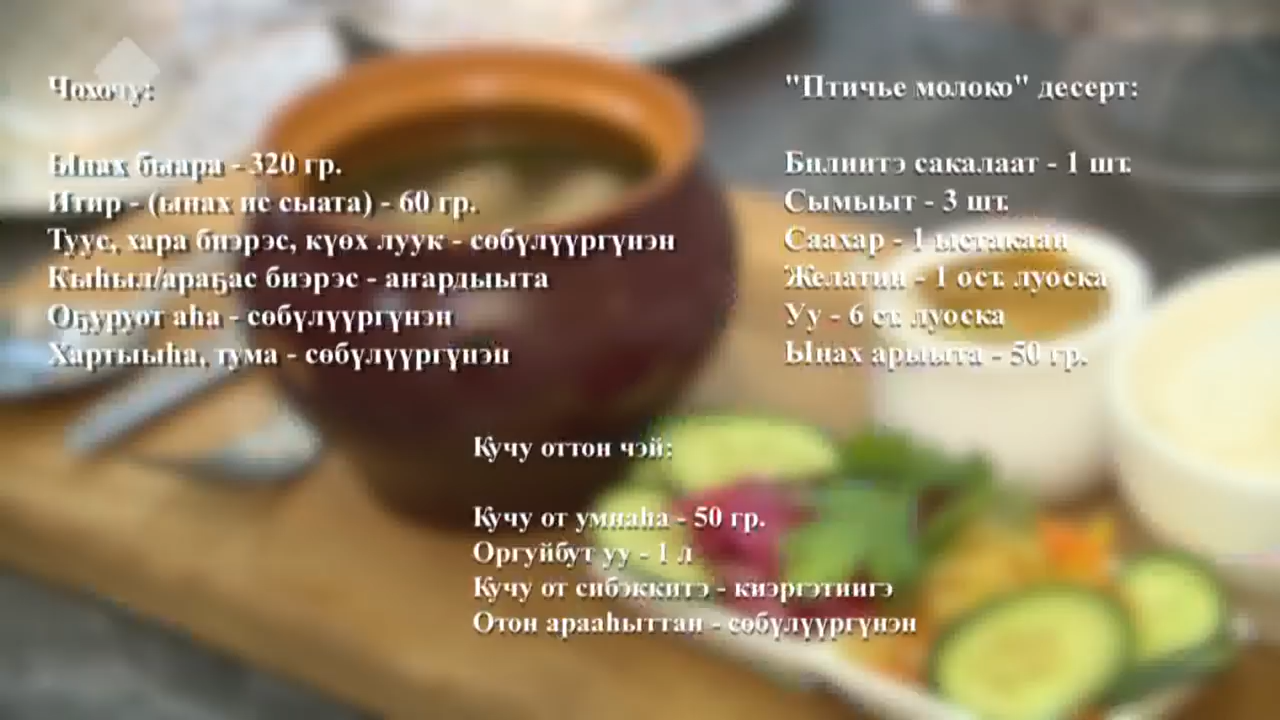 Чохочу:
Ынах быара - 320 гр.
Итир - (ынах ис сыата) - 60 гр.
Туус, хара биэрэс, күөх луук - сөбүлүүргүнэн
Кыһыл/араҕас биэрэс - аҥардыыта
Оҕуруот аһа - сөбүлүүргүнэн
Хартыыһа, тума - сөбүлүүргүнэн
"Птичье молоко" десерт:
Билиитэ сакалаат - 1 шт.
Сымыыт - 3 шт.
Саахар - 1 ыстакаан
Желатин - 1 ост. луоска
Уу - 6 ст. луоска
Ынах арыыта - 50 гр.
Кучу оттон чэй:
Кучу от умнаһа - 50 гр.
Оргуйбут уу - 1 л
Кучу от сибэккитэ - киэргэтиигэ
Отон арааһыттан - сөбүлүүргүнэн